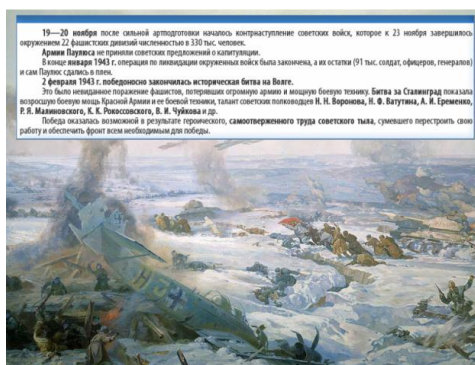 19—20 ноября после сильной артподготовки началось контрнаступление советских войск, которое к 23 ноября завершилось
окружением 22 фашистских дивизий численностью в 330 тыс. человек.
Армии Паулюса не приняли советских предложений о капитуляции.
В конце января 1943 г. операция по ликвидации окруженных войск была закончена, а их остатки (91 тыс. солдат, офицеров, генералов)
и сам Паулюс сдались в плен.
2 февраля 1943 г. победоносно закончилась историческая битва на Волге.
Это было невиданное поражение фашистов, потерявших огромную армию и мощную боевую технику. Битва за Сталинград показала
возросшую боевую мощь Красной Армии и ее боевой техники, талант советских полководцев Н. Н. Воронова, Н. Ф. Ватутина, А. И. Еременко,
Р. Я. Малиновского, К. К. Рокоссовского, В. И. Чуйкова и др.
Победа оказалась возможной в результате героического, самоотверженного труда советского тыла, сумевшего перестроить свою
работу и обеспечить фронт всем необходимым для победы.